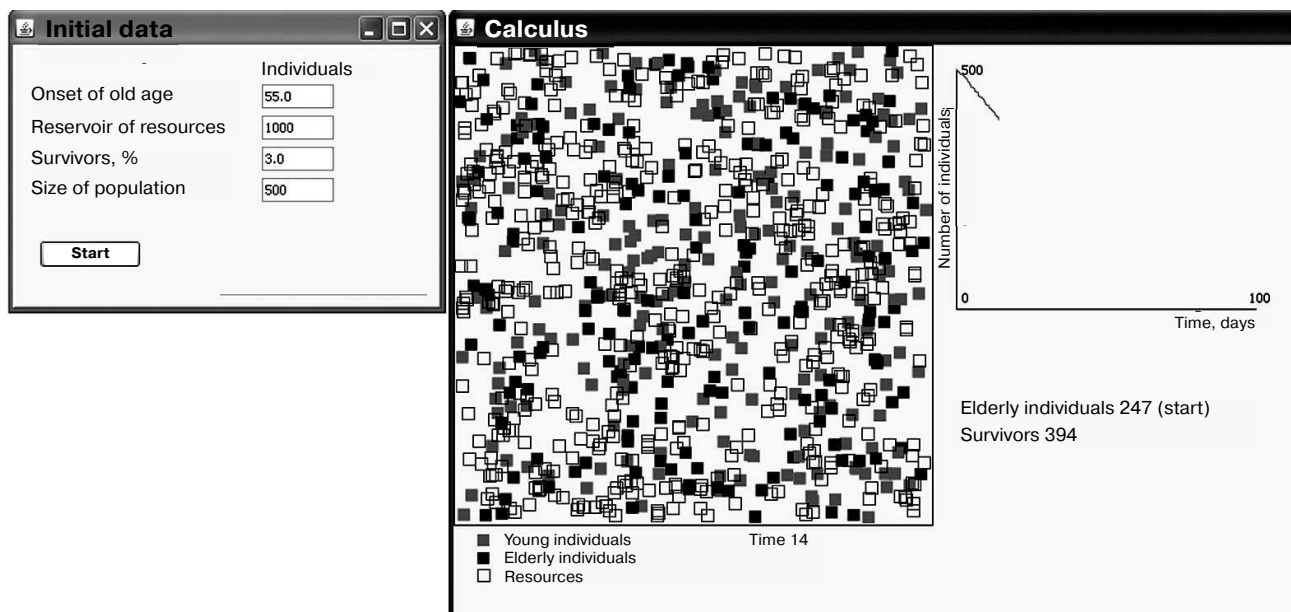 Initial data
Individuals
Onset of old age 55.0
Reservoir of resources 1000
Survivors, % 3.0
Size of population 500
Start
Calculus
500
Number of individuals
0
100
Time, days
Elderly individuals 247 (start)
Survivors 394
Young individuals
Elderly individuals
Resources
Time 14